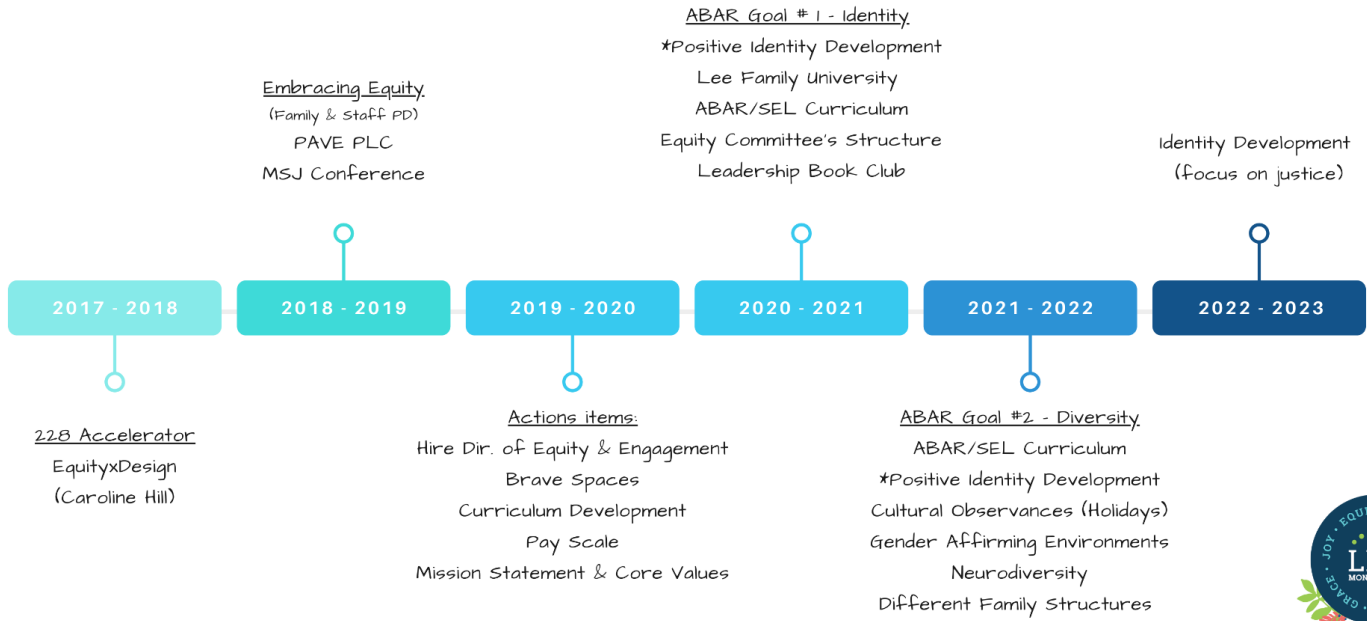 ABAR Goal # 1 - Identity
*Positive Identity Development
Lee Family University
ABAR/SEL Curriculum
Equity Committee's Structure
Leadership Book Club
Embracing Equity
(Family & Staff PD)
PAVE PLC
MSJ Conference
Identity Development
(focus on justice)
2017 - 2018
2018 - 2019
2019 - 2020
2020 - 2021
2021 - 2022
2022 - 2023
228 Accelerator
EquityxDesign
(Caroline Hill)
Actions items:
Hire Dir. of Equity & Engagement
Brave Spaces
Curriculum Development
Pay Scale
Mission Statement & Core Values
ABAR Goal #2 - Diversity
ABAR/SEL Curriculum
*Positive Identity Development
Cultural Observances (Holidays)
Gender Affirming Environments
Neurodiversity
Different Family Structures
GRACE · JOY ·